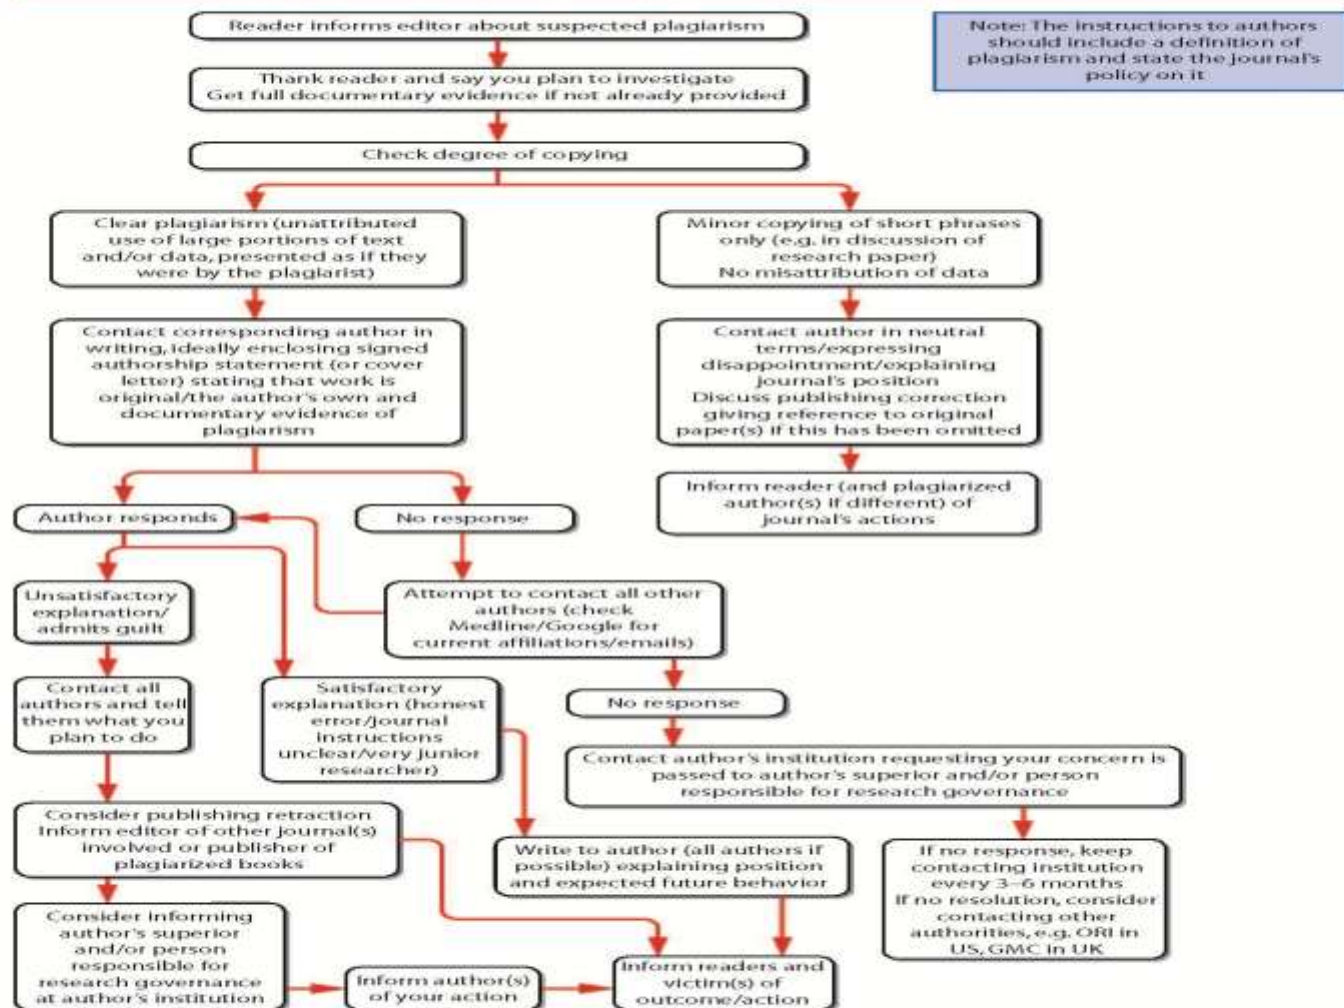 Reader informs editor about suspected plagiarism
Note: The instructions to authors
should include a definition of
plagiarism and state the journal's
policy on it
Thank reader and say you plan to investigate
Get full documentary evidence if not already provided
Check degree of copying
Clear plagiarism (unattributed
use of large portions of text
and/or data, presented as if they
were by the plagiarist)
Minor copying of short phrases
only (e.g. in discussion of
research paper)
No misattribution of data
Contact corresponding author in
writing, ideally enclosing signed
authorship statement (or cover
letter) stating that work is
original/the author's own and
documentary evidence of
plagiarism
Contact author in neutral
terms/expressing
disappointment/explaining
journal's position
Discuss publishing correction
giving reference to original
paper(s) if this has been omitted
Inform reader (and plagiarized
author(s) if different) of
journal's actions
Author responds
No response
Unsatisfactory
explanation/
admits guilt
Attempt to contact all other
authors (check
Medline/Google for
current affiliations/emails)
Contact all
authors and tell
them what you
plan to do
Satisfactory
explanation (honest
error/journal
instructions
unclear/very junior
researcher)
No response
Contact author's institution requesting your concern is
passed to author's superior and/or person
responsible for research governance
Consider publishing retraction
Inform editor of other journal(s)
involved or publisher of
plagiarized books
Write to author (all authors if
possible) explaining position
and expected future behavior
If no response, keep
contacting institution
every 3–6 months
If no resolution, consider
contacting other
authorities, e.g. ORI in
US, GMC in UK
Consider informing
author's superior
and/or person
responsible for
research governance
at author's institution
Inform author(s)
of your action
Inform readers and
victim(s) of
outcome/action